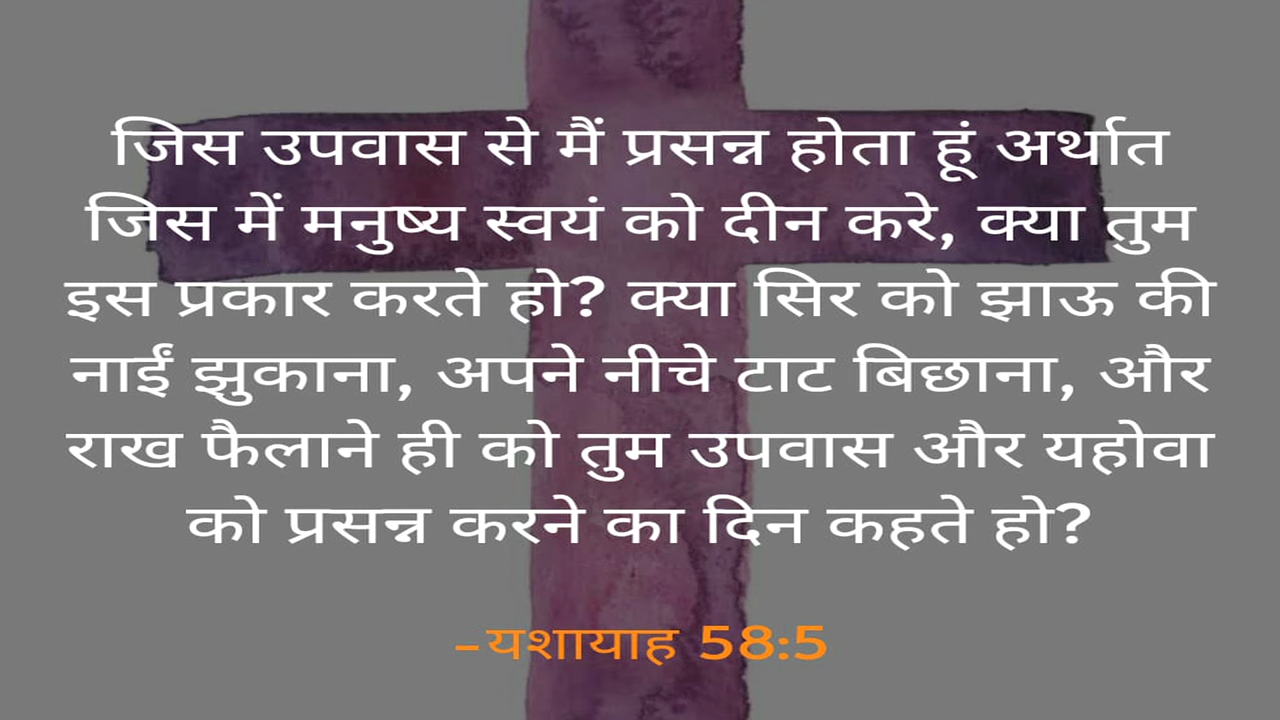 जिस उपवास से मैं प्रसन्न होता हूं अर्थात
जिस में मनुष्य स्वयं को दीन करे, क्या तुम
इस प्रकार करते हो? क्या सिर को झाऊ की
नाईं झुकाना, अपने नीचे टाट बिछाना, और
राख फैलाने ही को तुम उपवास और यहोवा
को प्रसन्न करने का दिन कहते हो?
–यशायाह 58:5